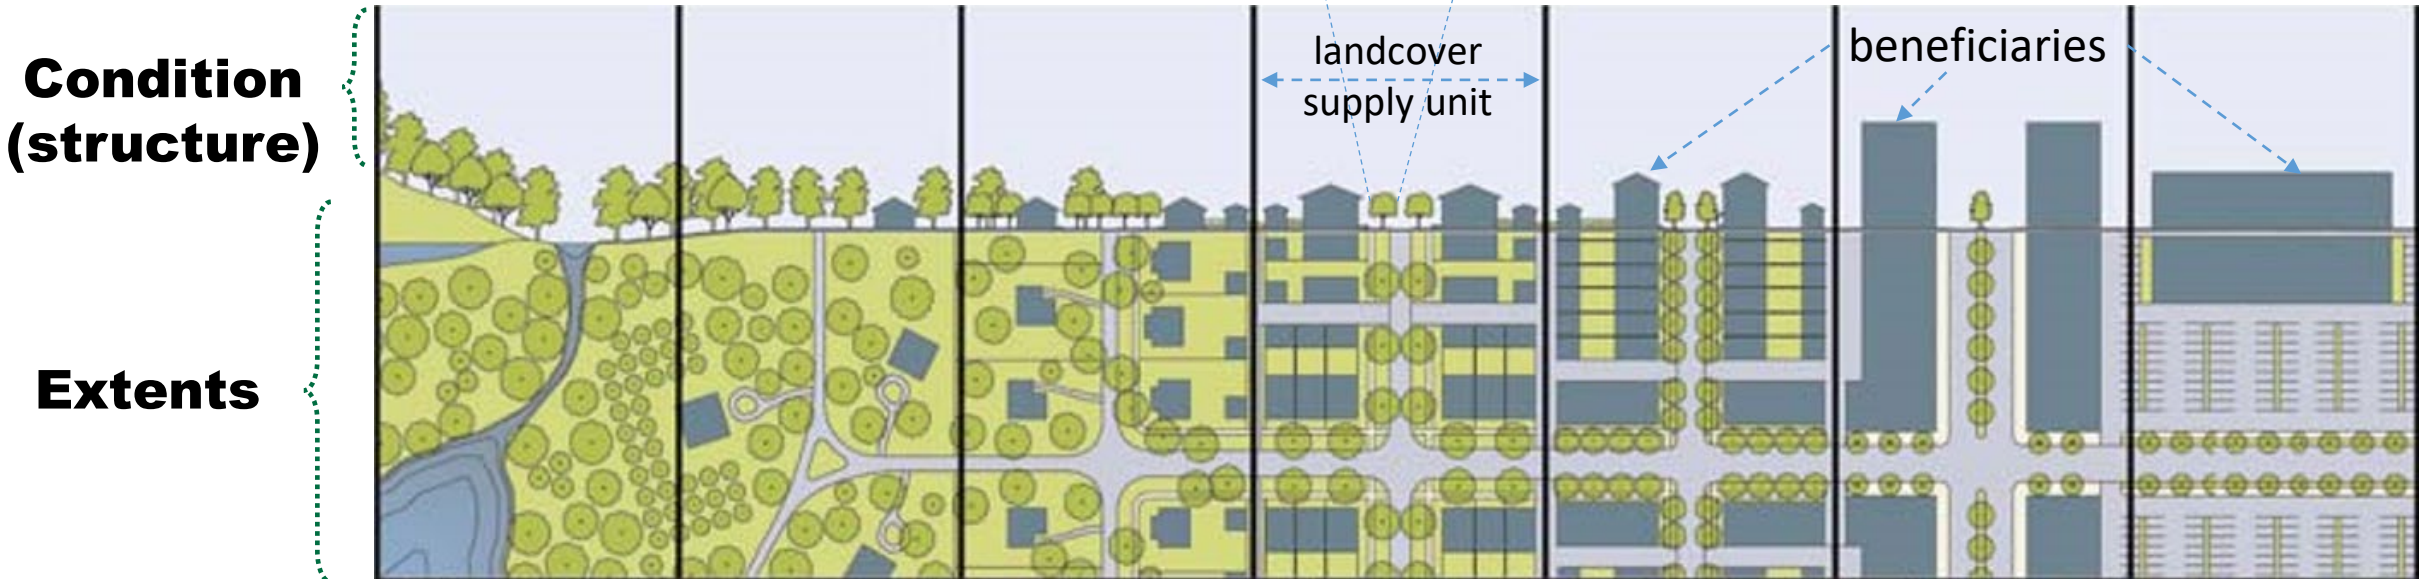 Condition
(structure)
Extents
landcover
supply unit
beneficiaries